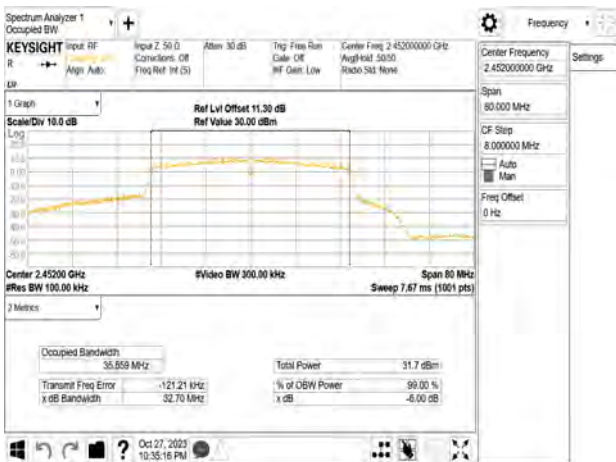 Spectrum Analyzer 1
Occupied BW
Frequency
KEYSIGHT
Input: RF
R
Align: Auto
Input Z: 50 Ω
Corrections: Off
Freq Ref: Int (S)
Atten: 30 dB
Trig: Free Run
Gate: Off
#IF Gain: Low
Center Freq: 2.452000000 GHz
Avg|Hold: 50/50
Radio Std: None
Center Frequency
2.452000000 GHz
Settings
Span
80.000 MHz
CF Step
8.000000 MHz
Auto
Man
Freq Offset
0 Hz
1 Graph
Scale/Div 10.0 dB
Log
Ref Lvl Offset 11.30 dB
Ref Value 30.00 dBm
Center 2.45200 GHz
#Res BW 100.00 kHz
#Video BW 300.00 kHz
Span 80 MHz
Sweep 7.67 ms (1001 pts)
2 Metrics
Occupied Bandwidth
35.859 MHz
Total Power
31.7 dBm
Transmit Freq Error
-121.21 kHz
% of OBW Power
99.00 %
x dB Bandwidth
32.70 MHz
x dB
-6.00 dB
?
Oct 27, 2023
10:35:16 PM